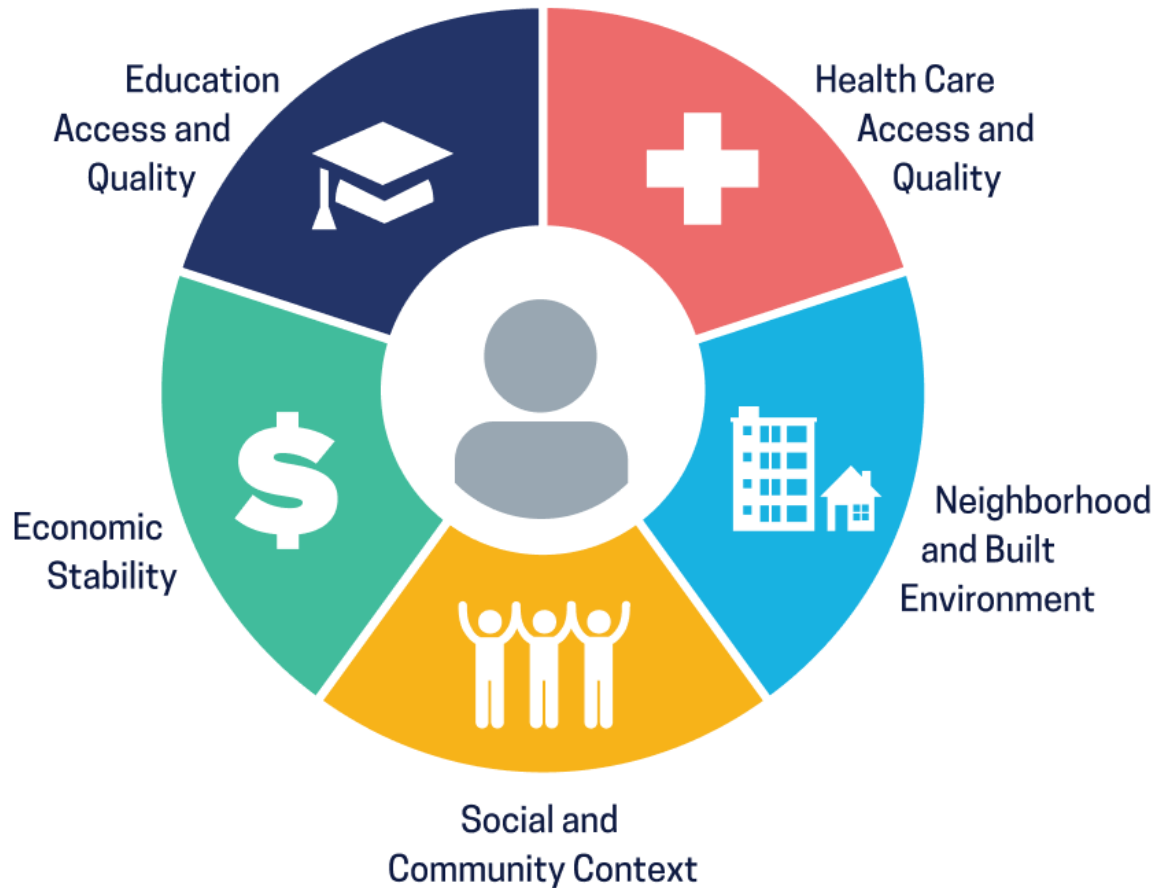 Education
Access and
Quality
Health Care
Access and
Quality
Economic
Stability
Neighborhood
and Built
Environment
Social and
Community Context